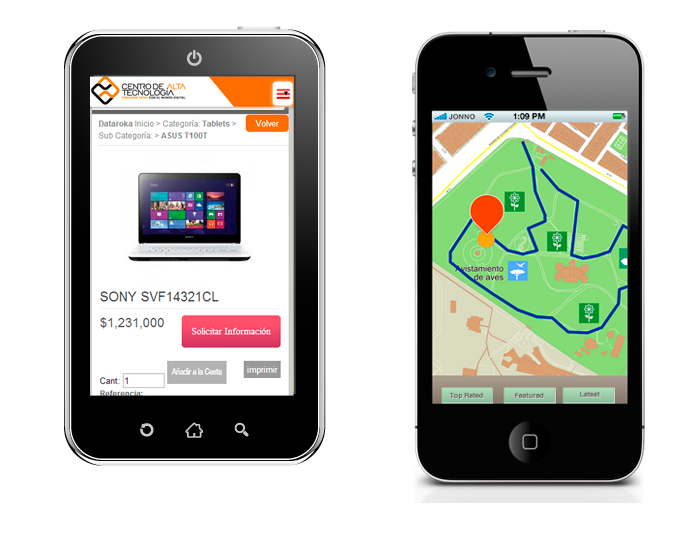 CENTRO DE ALTA
TECNOLOGÍA
Dataroka Inicio > Categoría: Tablets >
Sub Categoría: > ASUS T100T
Volver
SONY SVF14321CL
$1,231,000
Solicitar Información
Cant: 1
Añadir a la Cesta
imprimir
Referencia:
JONNO
1:09 PM
Avistamiento
de aves
Top Rated
Featured
Latest